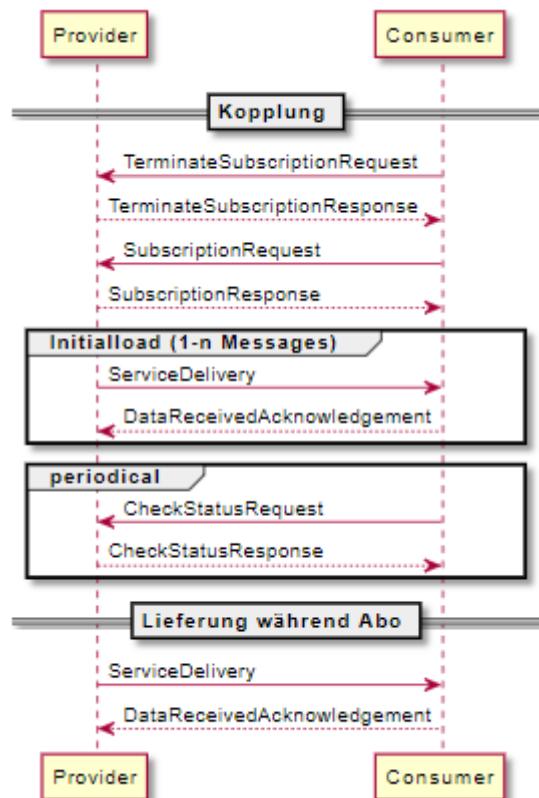 Provider Consumer
Kopplung
TerminateSubscriptionRequest
TerminateSubscriptionResponse
SubscriptionRequest
SubscriptionResponse
Initialload (1-n Messages)
ServiceDelivery
DataReceivedAcknowledgement
periodical
CheckStatusRequest
CheckStatusResponse
Lieferung während Abo
ServiceDelivery
DataReceivedAcknowledgement
Provider Consumer